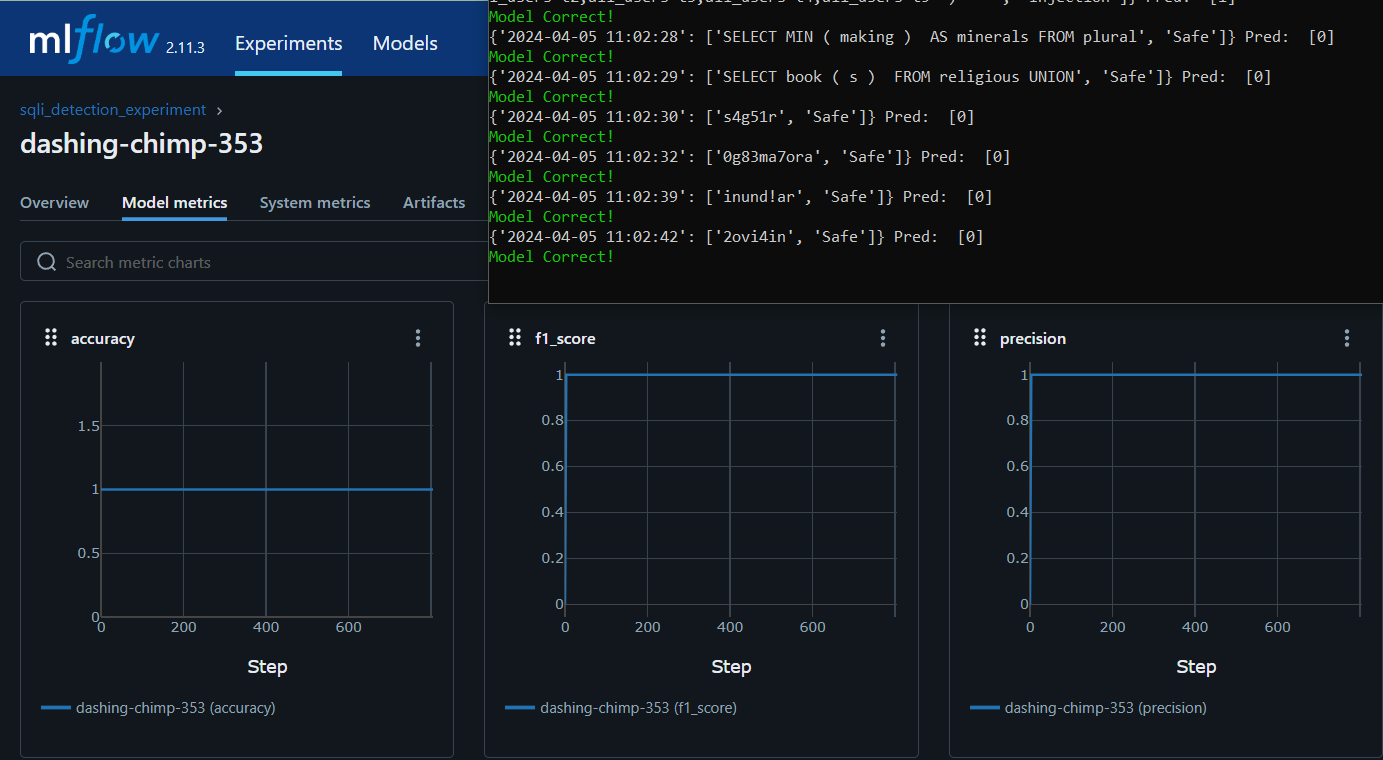 mlflow 2.11.3 Experiments Models
sqli_detection_experiment
dashing-chimp-353
Overview Model metrics System metrics Artifacts
Search metric charts
Model Correct!
{'2024-04-05 11:02:28': ['SELECT MIN ( making )  AS minerals FROM plural', 'Safe']} Pred:  [0]
Model Correct!
{'2024-04-05 11:02:29': ['SELECT book ( s )  FROM religious UNION', 'Safe']} Pred:  [0]
Model Correct!
{'2024-04-05 11:02:30': ['s4g51r', 'Safe']} Pred:  [0]
Model Correct!
{'2024-04-05 11:02:32': ['0g83ma7ora', 'Safe']} Pred:  [0]
Model Correct!
{'2024-04-05 11:02:39': ['inund!ar', 'Safe']} Pred:  [0]
Model Correct!
{'2024-04-05 11:02:42': ['2ovi4in', 'Safe']} Pred:  [0]
Model Correct!
accuracy
1.5
1
0.5
0
0 200 400 600
Step
dashing-chimp-353 (accuracy)
f1_score
1
0.8
0.6
0.4
0.2
0
0 200 400 600
Step
dashing-chimp-353 (f1_score)
precision
1
0.8
0.6
0.4
0.2
0
0 200 400 600
Step
dashing-chimp-353 (precision)